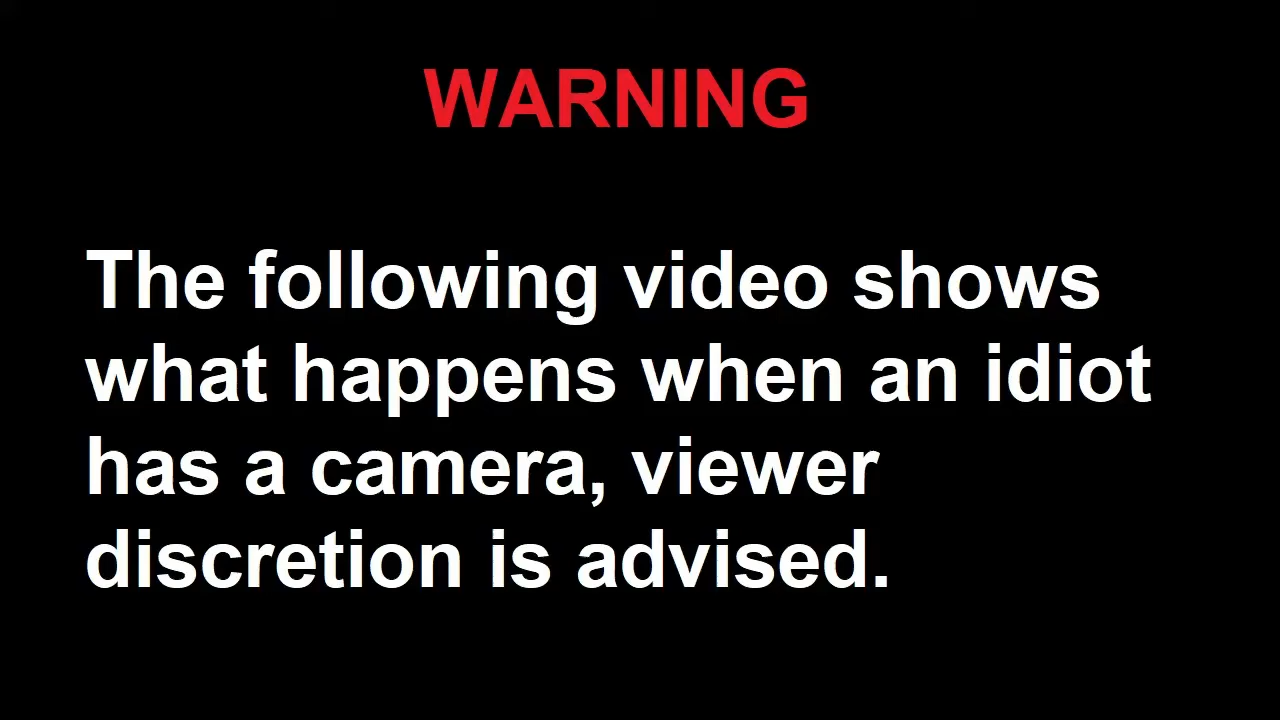 WARNING
The following video shows
what happens when an idiot
has a camera, viewer
discretion is advised.